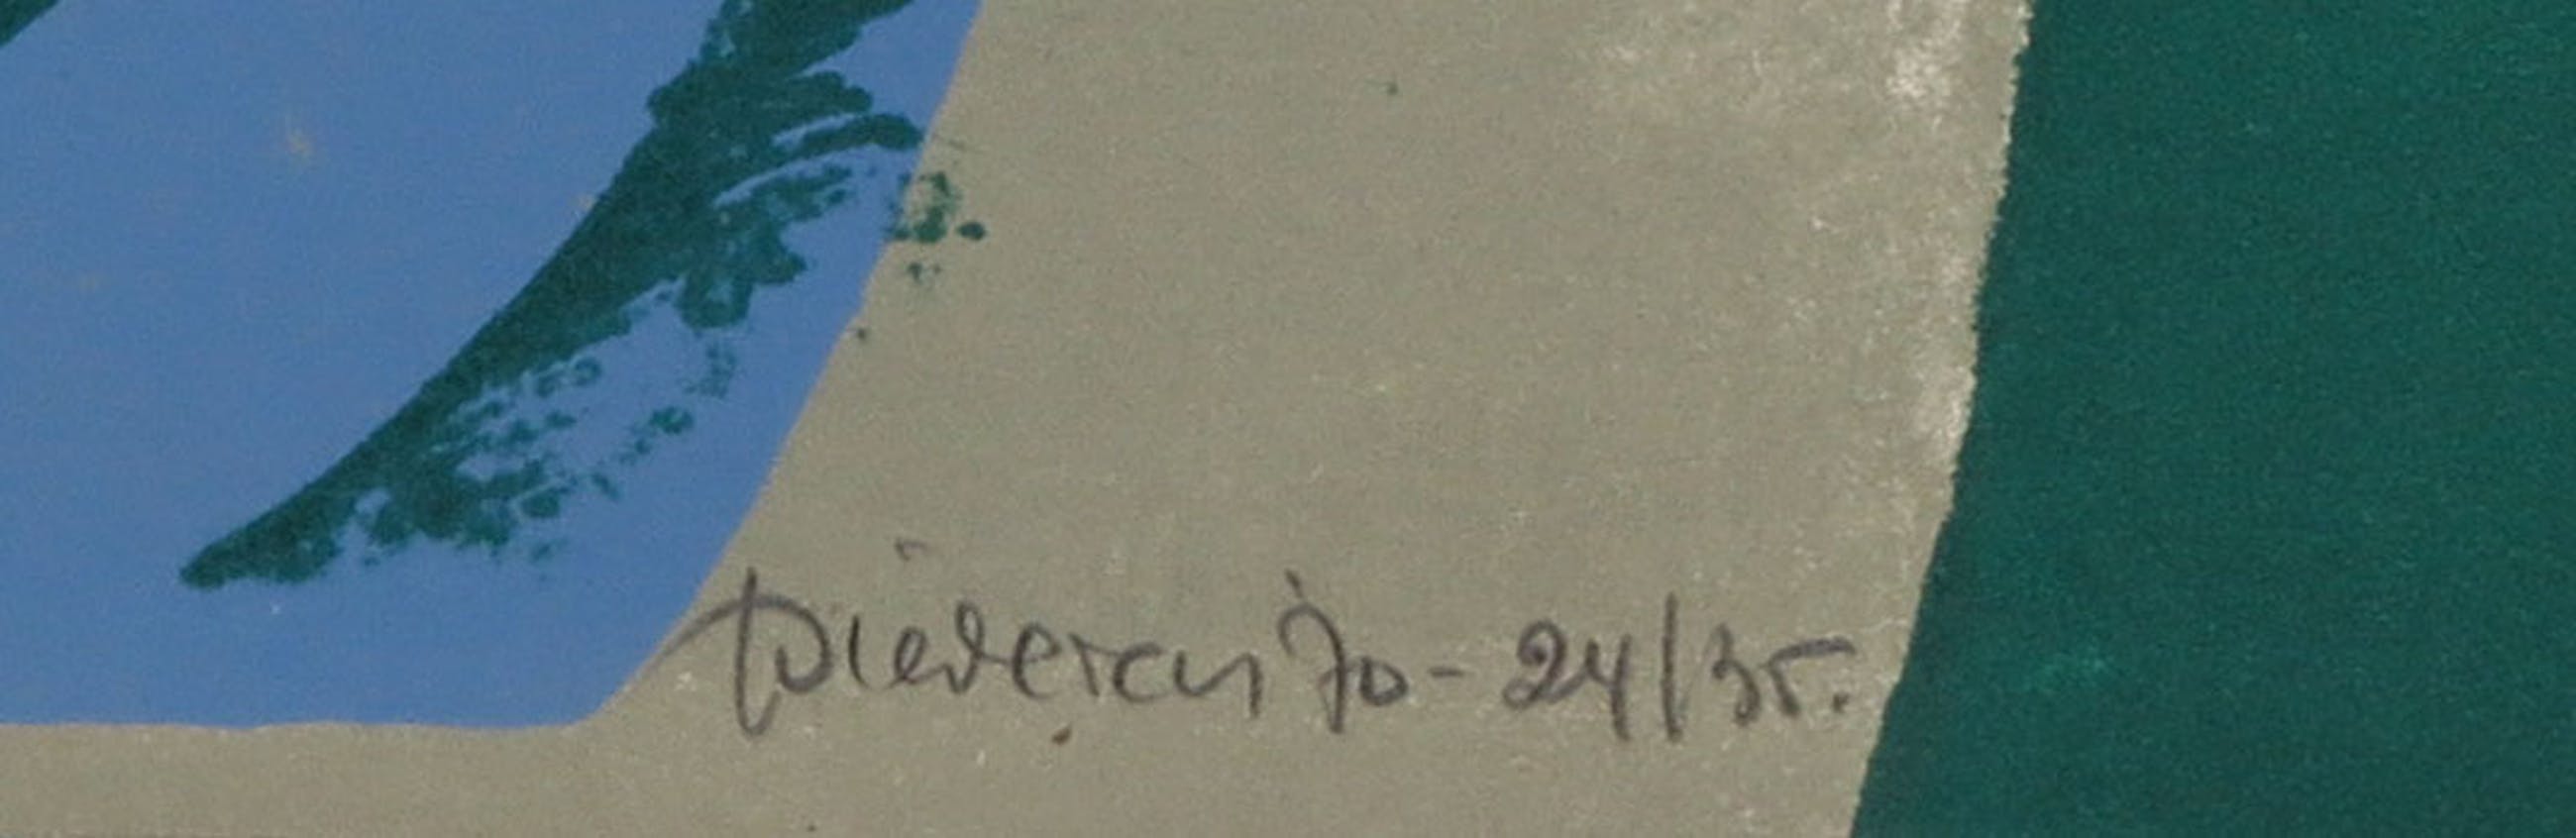 Diederen 70 - 24/35.